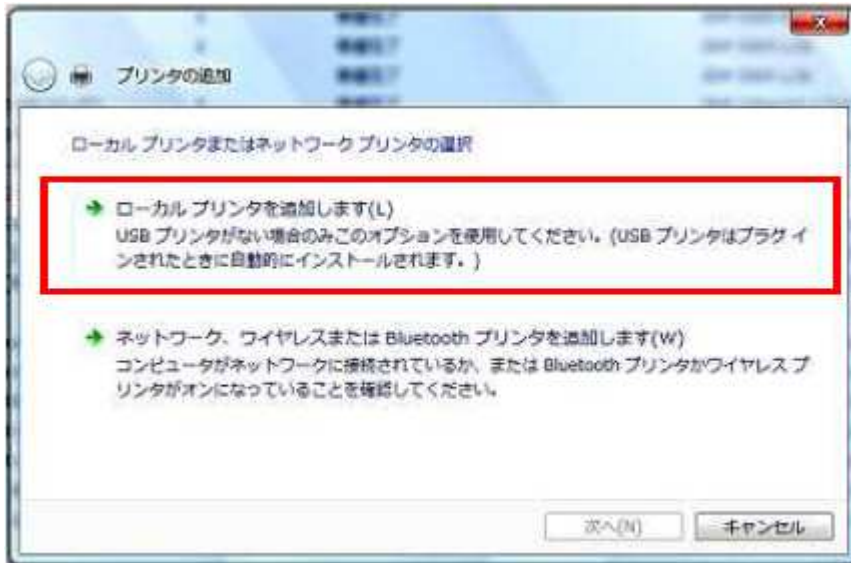 プリンタの追加
ローカル プリンタまたはネットワーク プリンタの選択
ローカル プリンタを追加します(L)
USB プリンタがない場合のみこのオプションを使用してください。(USB プリンタはプラグ イ
ンされたときに自動的にインストールされます。)
ネットワーク、ワイヤレスまたは Bluetooth プリンタを追加します(W)
コンピュータがネットワークに接続されているか、または Bluetooth プリンタかワイヤレス プ
リンタがオンになっていることを確認してください。
次へ(N)
キャンセル